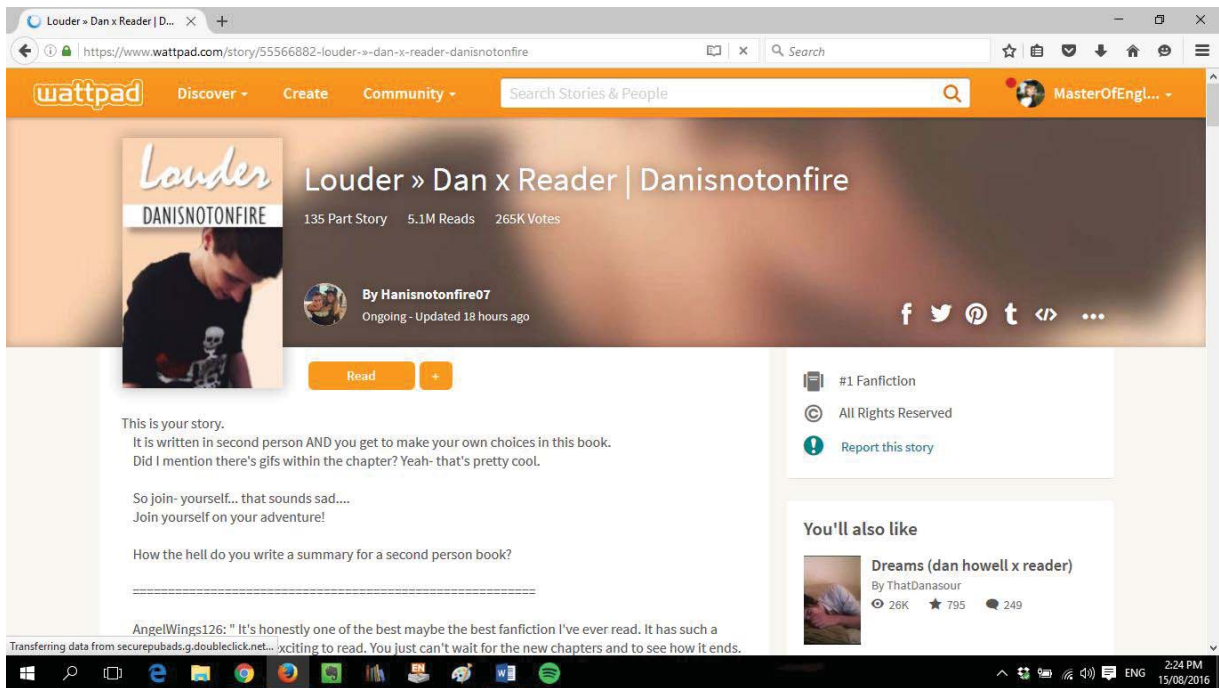 Louder » Dan x Reader | D...
https://www.wattpad.com/story/55566882-louder-»-dan-x-reader-danisnotonfire
Search
wattpad
Discover
Create
Community
Search Stories & People
MasterOfEngl...
Louder
DANISNOTONFIRE
Louder » Dan x Reader | Danisnotonfire
135 Part Story 5.1M Reads 265K Votes
By Hanisnotonfire07
Ongoing - Updated 18 hours ago
Read +
#1 Fanfiction
All Rights Reserved
Report this story
This is your story.
It is written in second person AND you get to make your own choices in this book.
Did I mention there's gifs within the chapter? Yeah- that's pretty cool.
So join- yourself... that sounds sad....
Join yourself on your adventure!
How the hell do you write a summary for a second person book?
==========================================================
AngelWings126: " It's honestly one of the best maybe the best fanfiction I've ever read. It has such a
xciting to read. You just can't wait for the new chapters and to see how it ends.
You'll also like
Dreams (dan howell x reader)
By ThatDanasour
26K 795 249
Transferring data from securepubads.g.doubleclick.net...
ENG
2:24 PM
15/08/2016